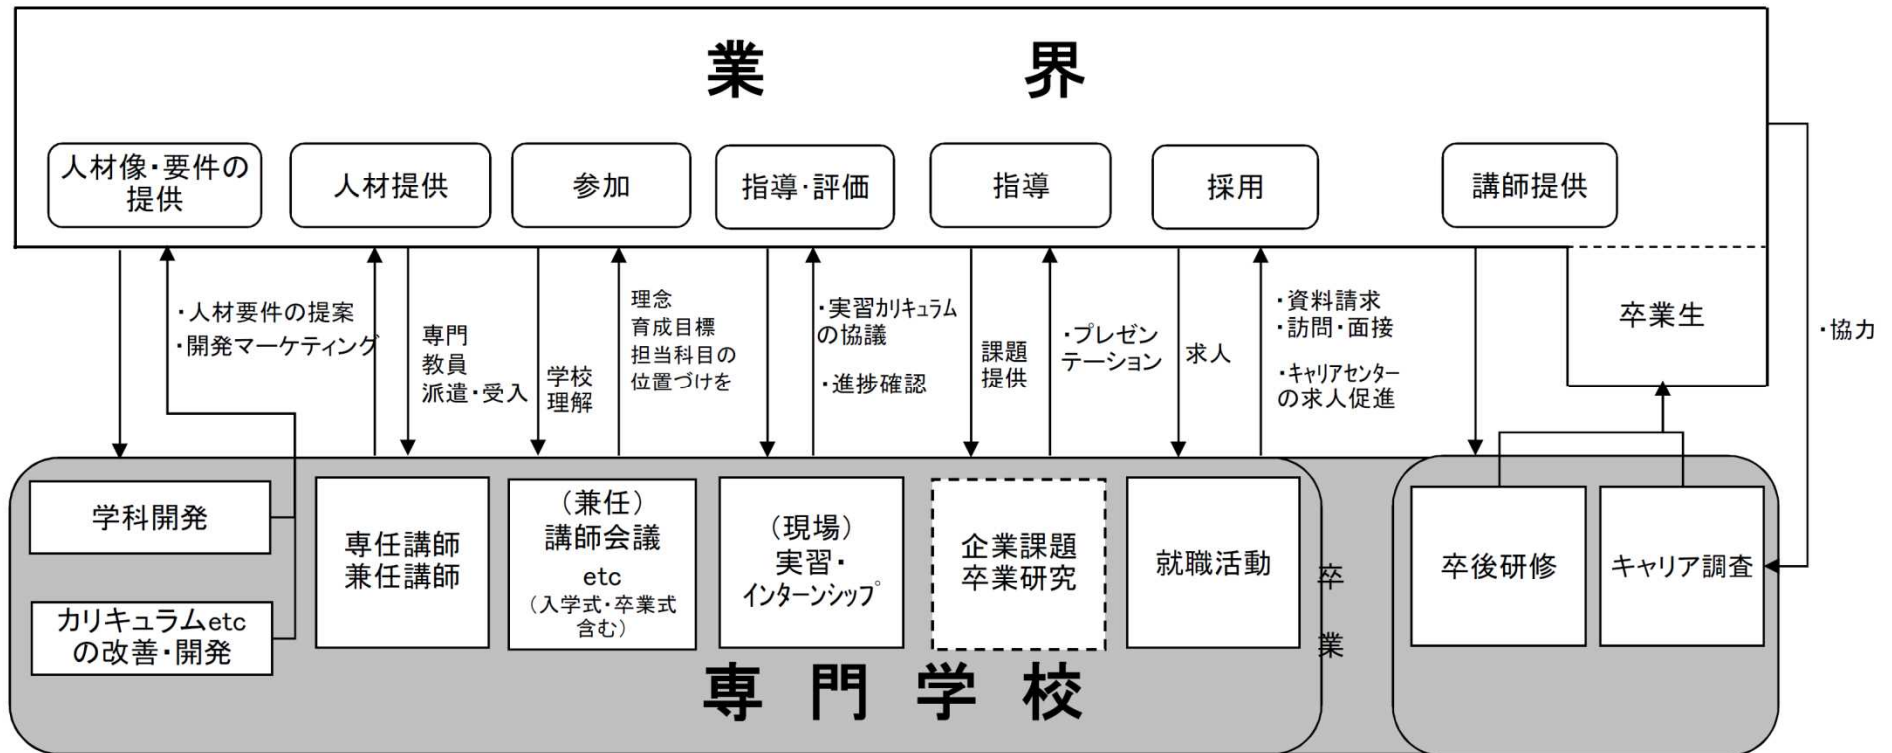 業界
人材像・要件の
提供
人材提供
参加
指導・評価
指導
採用
講師提供
・人材要件の提案
・開発マーケティング
専門
教員
派遣・受入
学校
理解
理念
育成目標
担当科目の
位置づけを
・実習カリキュラム
の協議
・進捗確認
課題
提供
・プレゼン
テーション
求人
・資料請求
・訪問・面接
・キャリアセンター
の求人促進
卒業生
・協力
学科開発
カリキュラムetc
の改善・開発
専任講師
兼任講師
（兼任）
講師会議
etc
（入学式・卒業式
含む）
（現場）
実習・
インターンシップ
企業課題
卒業研究
就職活動
卒
業
卒後研修
キャリア調査
専門学校